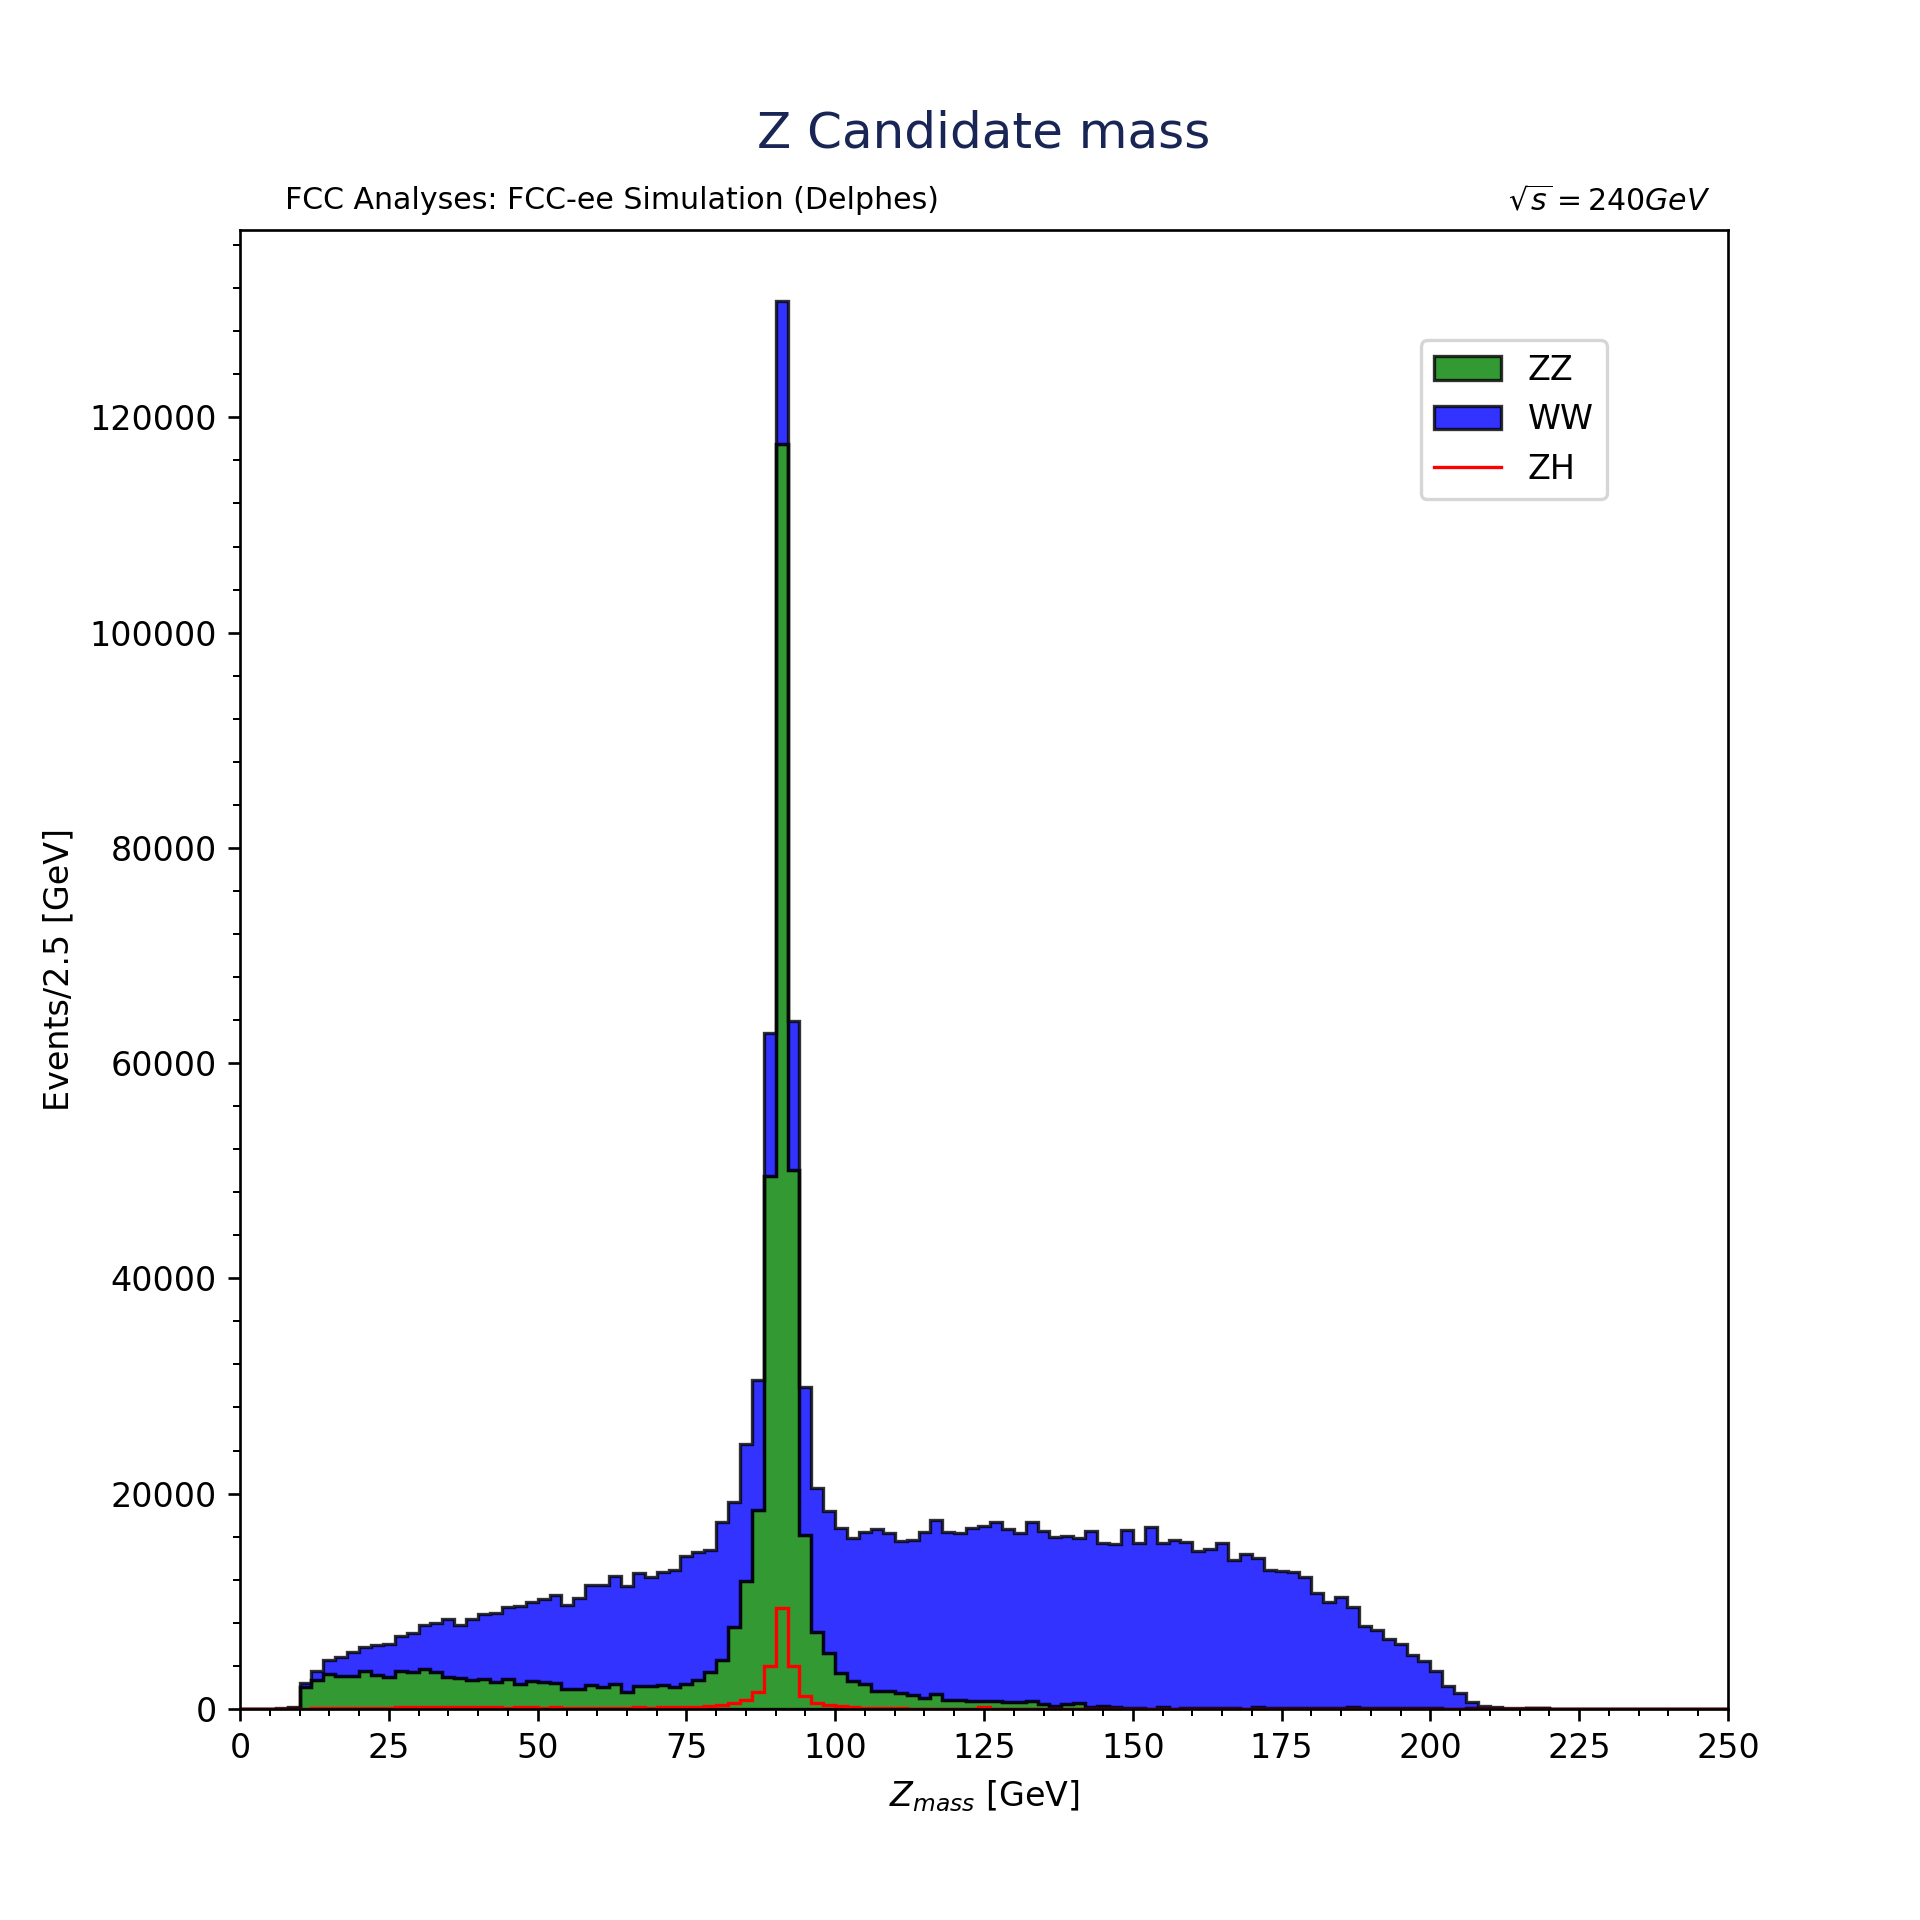 Z Candidate mass
FCC Analyses: FCC-ee Simulation (Delphes)
√s = 240GeV
ZZ
WW
ZH
120000
100000
80000
60000
40000
20000
0
Events/2.5 [GeV]
0 25 50 75 100 125 150 175 200 225 250
Z_mass [GeV]